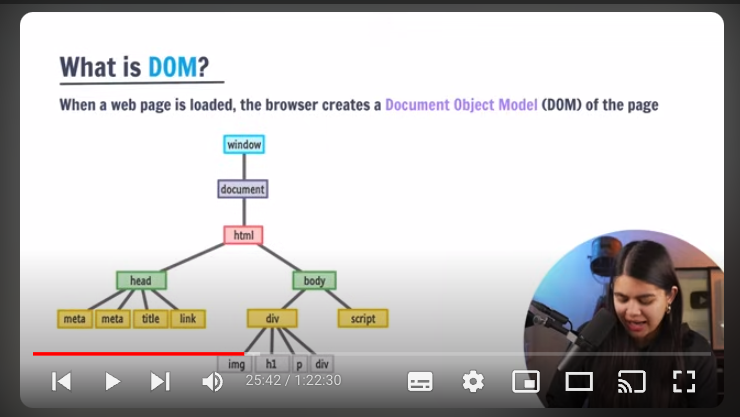 What is DOM?
When a web page is loaded, the browser creates a Document Object Model (DOM) of the page
window
document
html
head body
meta meta title link div script
img h1 p div
25:42 / 1:22:30